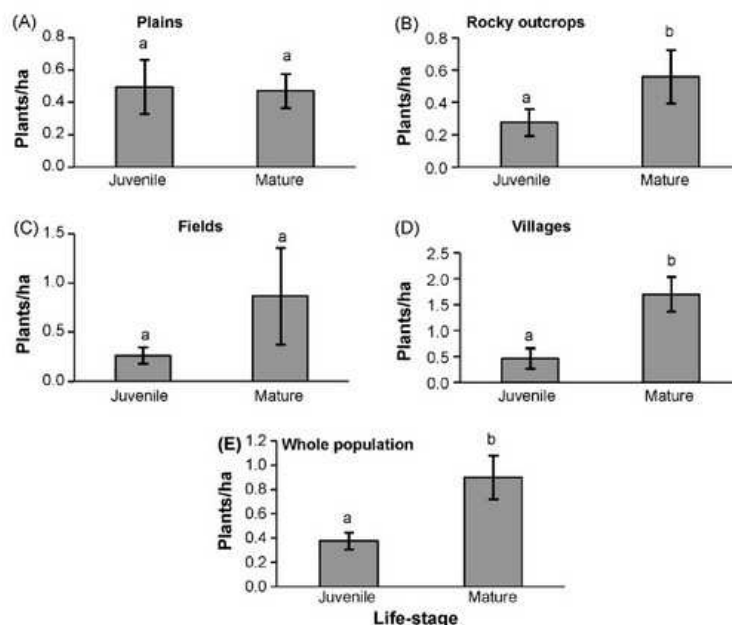 (A) Plains
a
a
Plants/ha
0.8
0.6
0.4
0.2
0.0
Juvenile
Mature
(B) Rocky outcrops
a
b
Plants/ha
0.8
0.6
0.4
0.2
0.0
Juvenile
Mature
(C) Fields
a
a
Plants/ha
1.5
1.0
0.5
0.0
Juvenile
Mature
(D) Villages
a
b
Plants/ha
2.5
2.0
1.5
1.0
0.5
0.0
Juvenile
Mature
(E) Whole population
a
b
Plants/ha
1.2
1.0
0.8
0.6
0.4
0.2
0.0
Juvenile
Mature
Life-stage